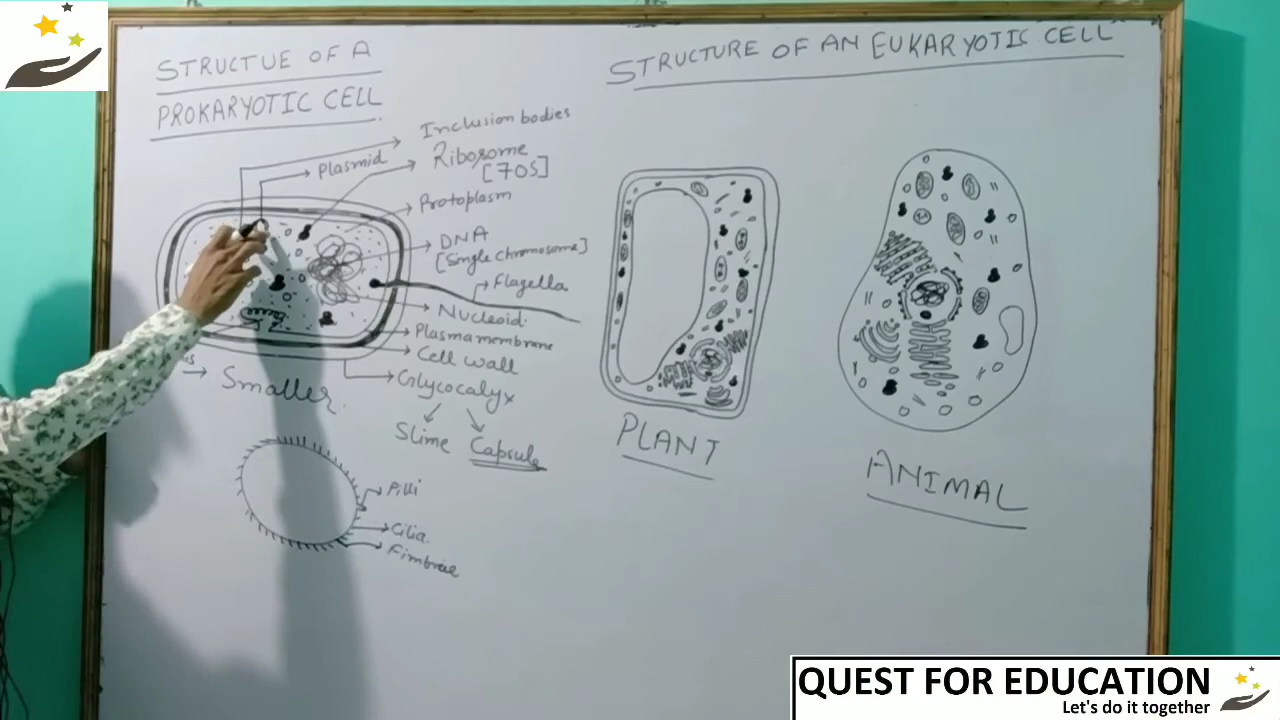 STRUCTUE OF A
PROKARYOTIC CELL
Inclusion bodies
Plasmid
Ribosome
[70S]
Protoplasm
DNA
[Single chromosome]
Flagella
Nucleoid.
Plasmamembrane
Cell wall
Glycocalyx
Slime Capsule
Smaller.
Pilli
Cilia
Fimbriae
STRUCTURE OF AN EUKARYOTIC CELL
PLANT
ANIMAL
QUEST FOR EDUCATION
Let's do it together